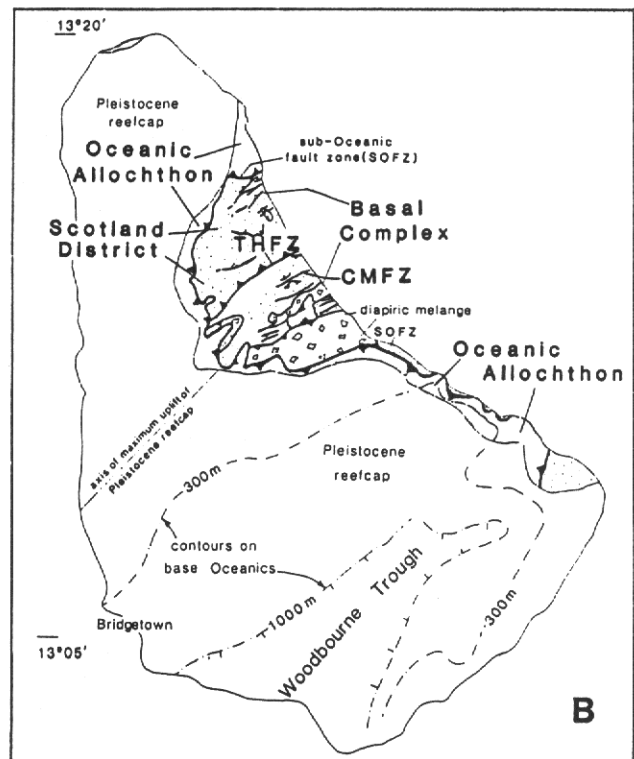 13°20′
Pleistocene
reefcap
sub-Oceanic
fault zone(SOFZ)
Oceanic
Allochthon
Basal
Complex
Scotland
District
THFZ
CMFZ
diapiric melange
SOFZ
Oceanic
Allochthon
axis of maximum uplift of
Pleistocene reefcap
300m
Pleistocene
reefcap
contours on
base Oceanics
1000m
Woodbourne Trough
300m
Bridgetown
13°05′
B